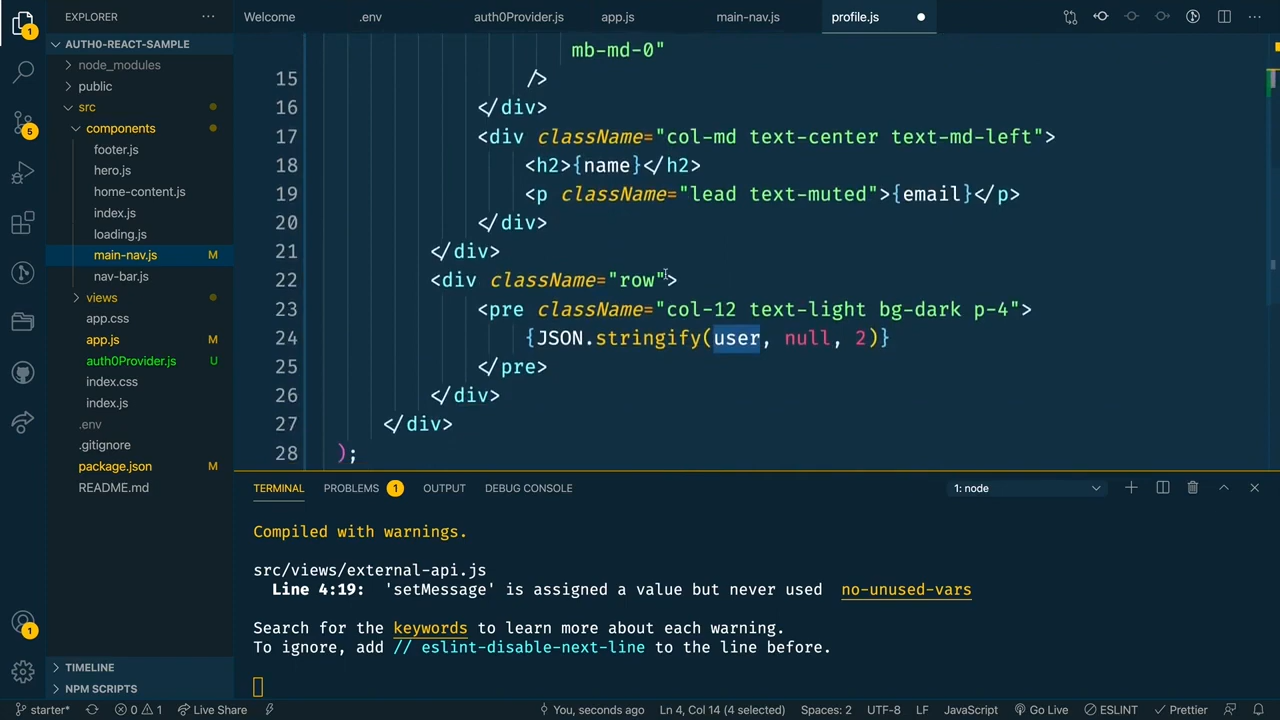 EXPLORER
Welcome
.env
auth0Provider.js
app.js
main-nav.js
profile.js
1
AUTH0-REACT-SAMPLE
node_modules
public
src
components
footer.js
hero.js
home-content.js
index.js
loading.js
main-nav.js M
nav-bar.js
views
app.css
app.js M
auth0Provider.js U
index.css
index.js
.env
.gitignore
package.json M
README.md
TIMELINE
NPM SCRIPTS
5
1
mb-md-0"
15 />
16 </div>
17 <div className="col-md text-center text-md-left">
18 <h2>{name}</h2>
19 <p className="lead text-muted">{email}</p>
20 </div>
21 </div>
22 <div className="row">
23 <pre className="col-12 text-light bg-dark p-4">
24 {JSON.stringify(user, null, 2)}
25 </pre>
26 </div>
27 </div>
28 );
TERMINAL PROBLEMS 1 OUTPUT DEBUG CONSOLE 1: node
Compiled with warnings.
src/views/external-api.js
Line 4:19: 'setMessage' is assigned a value but never used no-unused-vars
Search for the keywords to learn more about each warning.
To ignore, add // eslint-disable-next-line to the line before.
starter* 0 1 Live Share You, seconds ago Ln 4, Col 14 (4 selected) Spaces: 2 UTF-8 LF JavaScript Go Live ESLINT Prettier